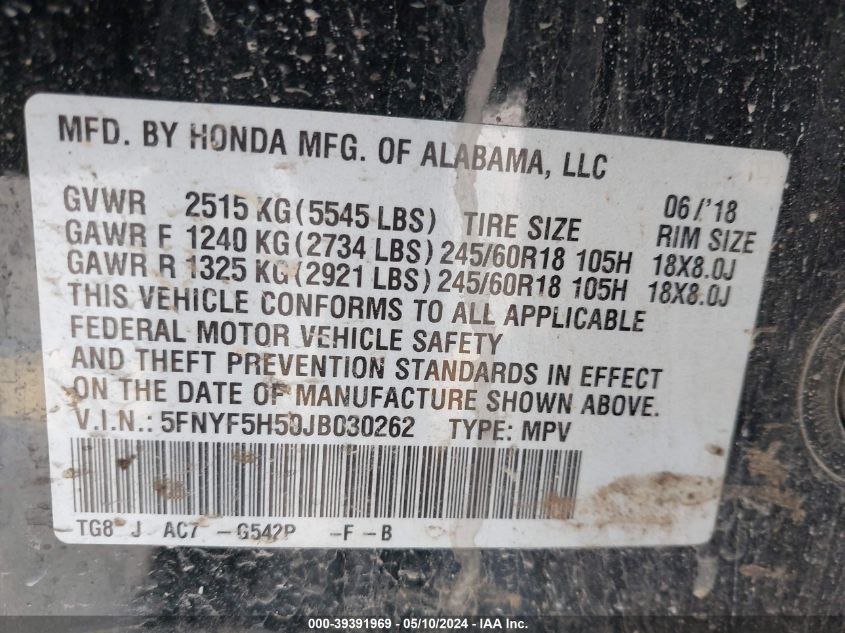 MFD. BY HONDA MFG. OF ALABAMA, LLC
06/'18
GVWR 2515 KG (5545 LBS) TIRE SIZE RIM SIZE
GAWR F 1240 KG (2734 LBS) 245/60R18 105H 18X8.0J
GAWR R 1325 KG (2921 LBS) 245/60R18 105H 18X8.0J
THIS VEHICLE CONFORMS TO ALL APPLICABLE
FEDERAL MOTOR VEHICLE SAFETY
AND THEFT PREVENTION STANDARDS IN EFFECT
ON THE DATE OF MANUFACTURE SHOWN ABOVE.
V.I.N.: 5FNYF5H50JB030262 TYPE: MPV
TG8 J AC7 -G542P -F -B
000-39391969 — 05/10/2024 — IAAI.COM